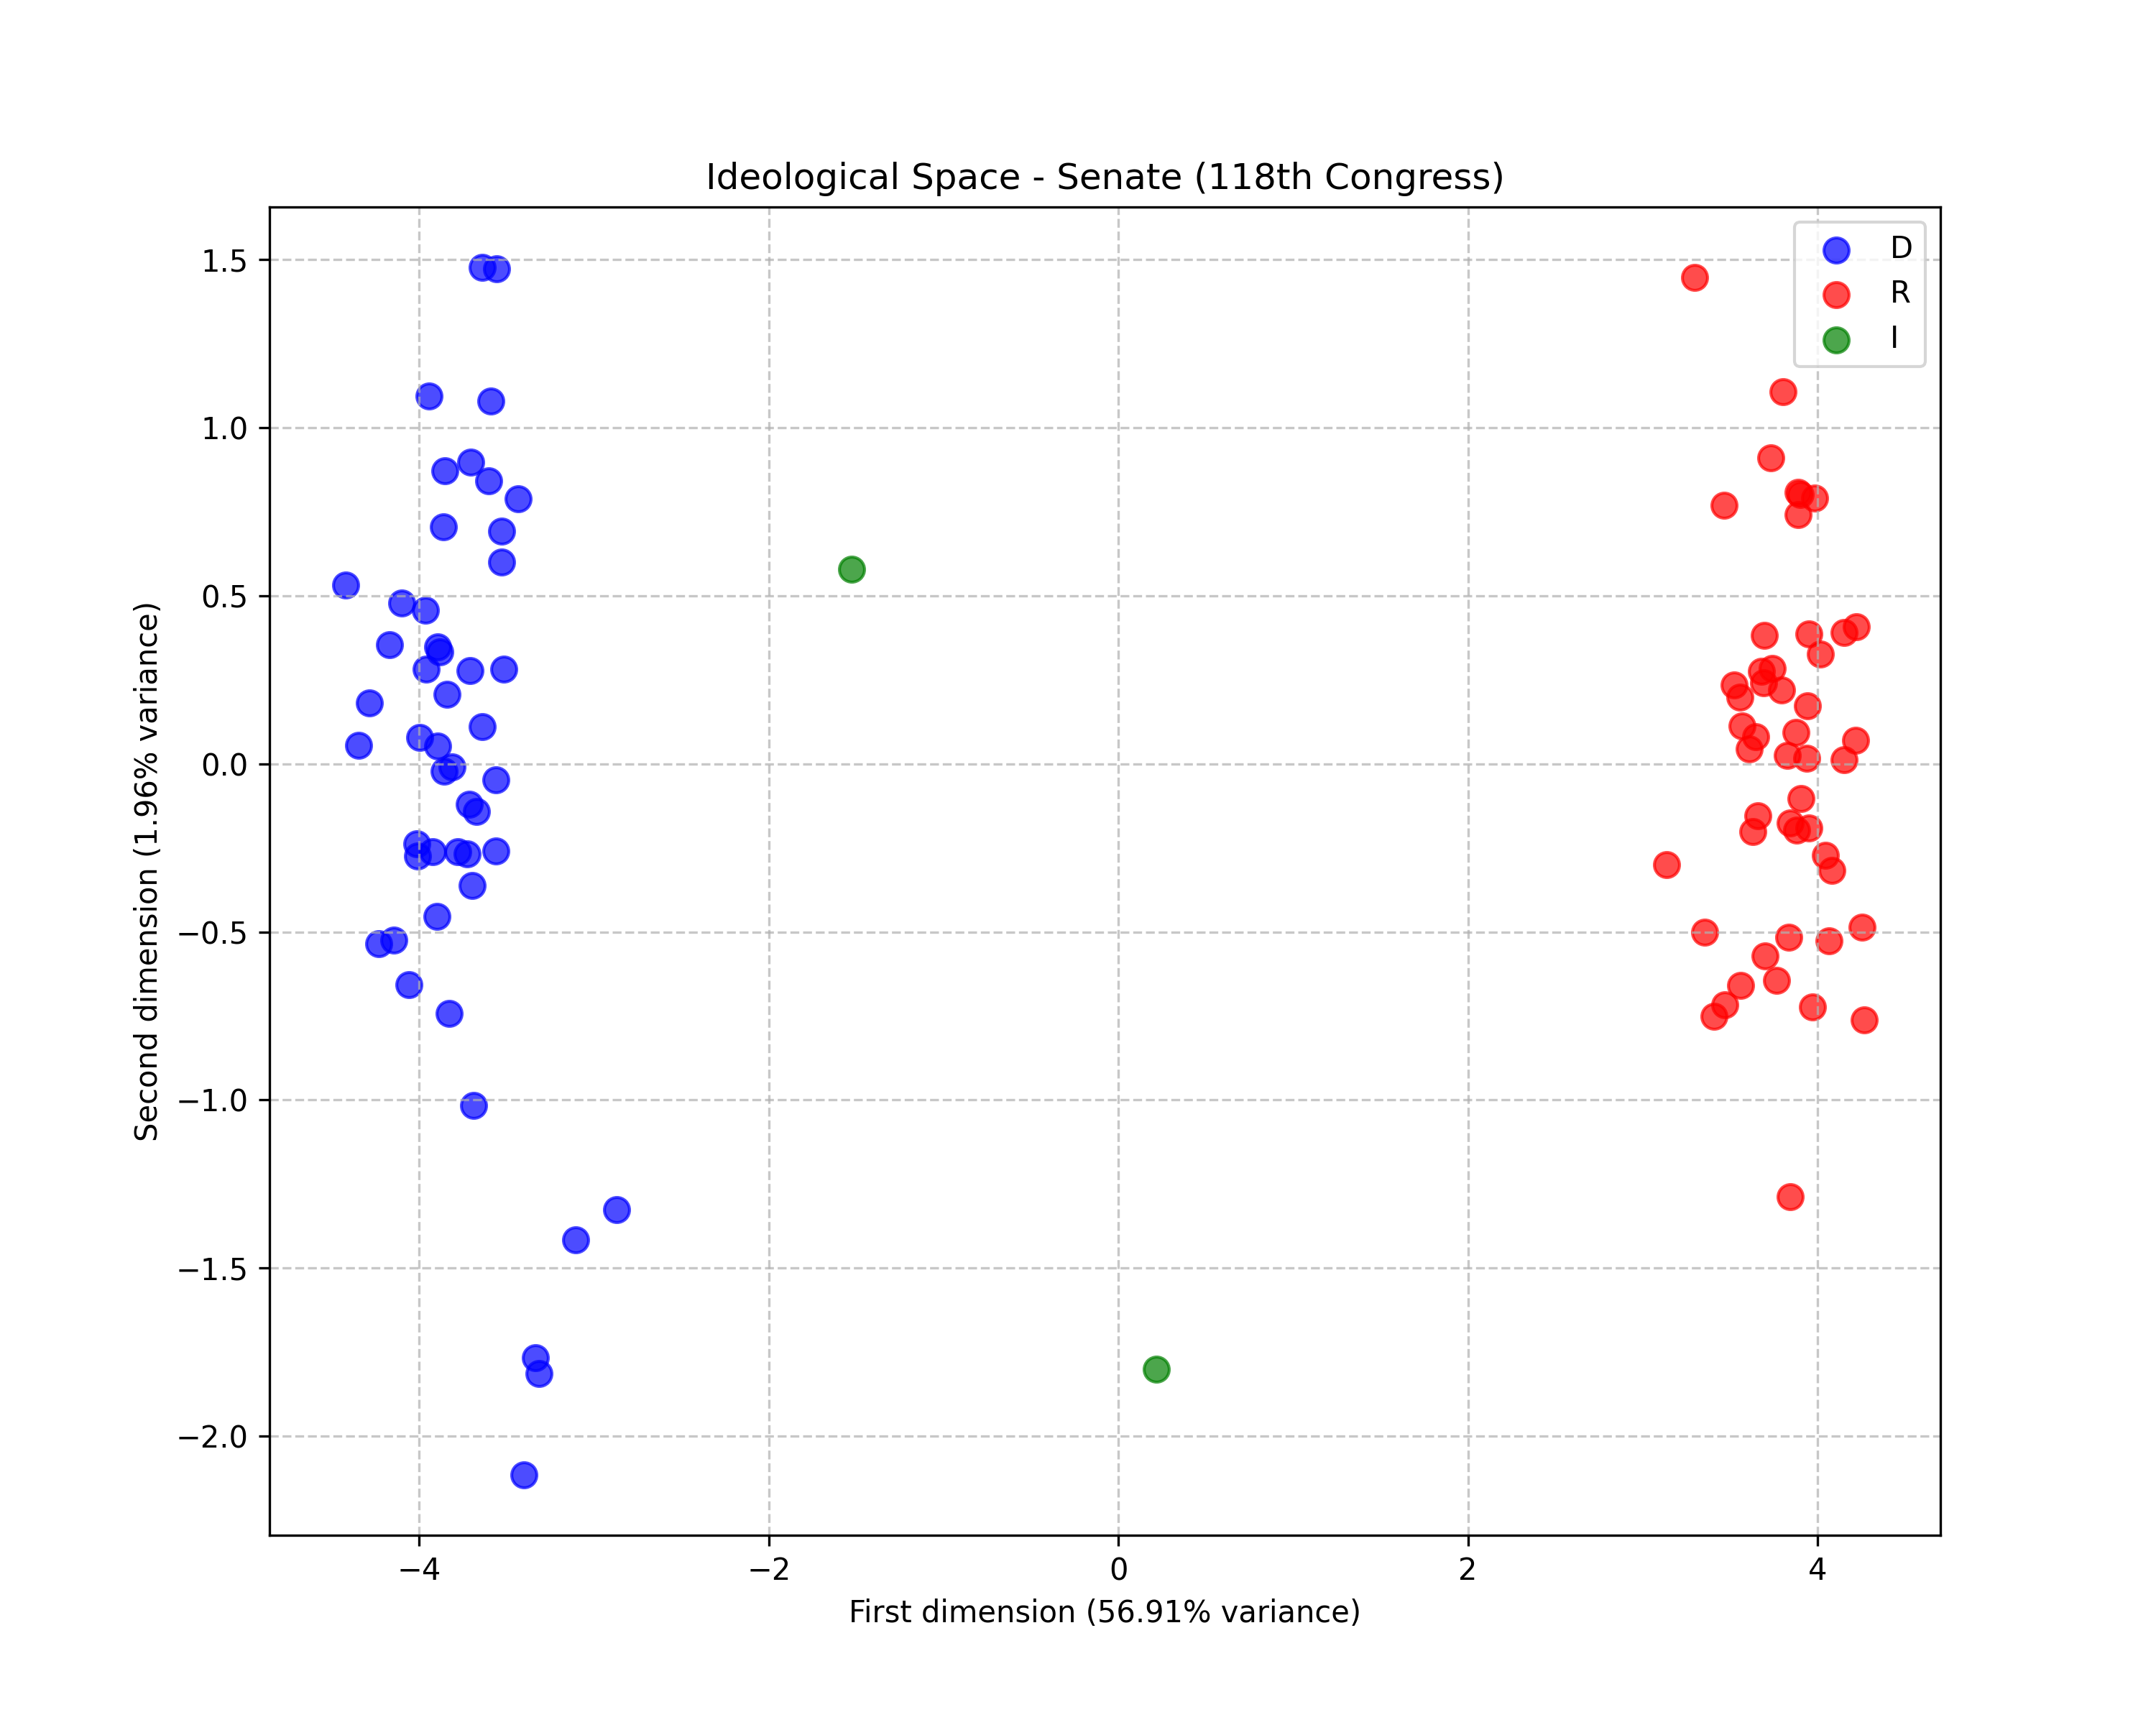 Ideological Space - Senate (118th Congress)
D
R
I
1.5
1.0
0.5
0.0
−0.5
−1.0
−1.5
−2.0
Second dimension (1.96% variance)
−4
−2
0
2
4
First dimension (56.91% variance)